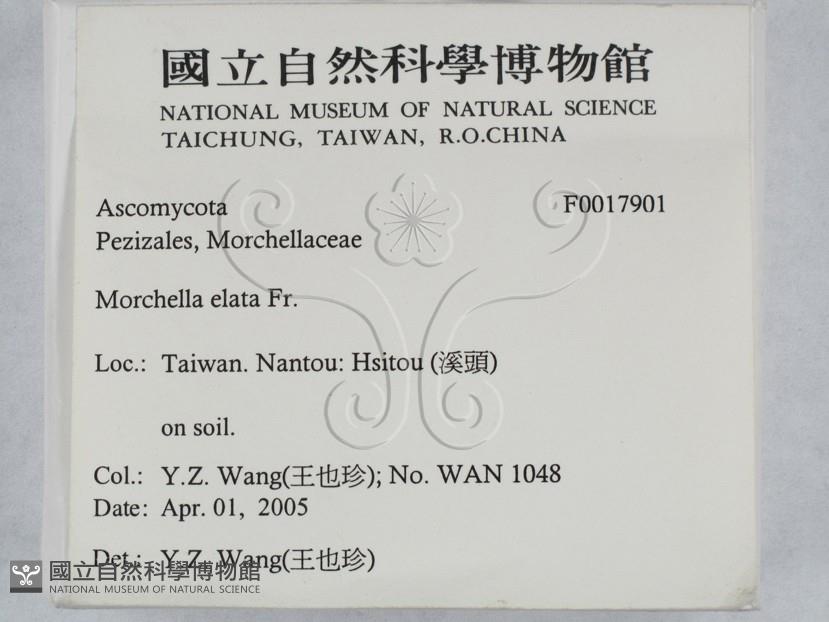 國立自然科學博物館
NATIONAL MUSEUM OF NATURAL SCIENCE
TAICHUNG, TAIWAN, R.O.CHINA
Ascomycota F0017901
Pezizales, Morchellaceae
Morchella elata Fr.
Loc.: Taiwan. Nantou: Hsitou (溪頭)
on soil.
Col.: Y.Z. Wang(王也珍); No. WAN 1048
Date: Apr. 01, 2005
Det.: Y.Z. Wang(王也珍)
國立自然科學博物館
NATIONAL MUSEUM OF NATURAL SCIENCE